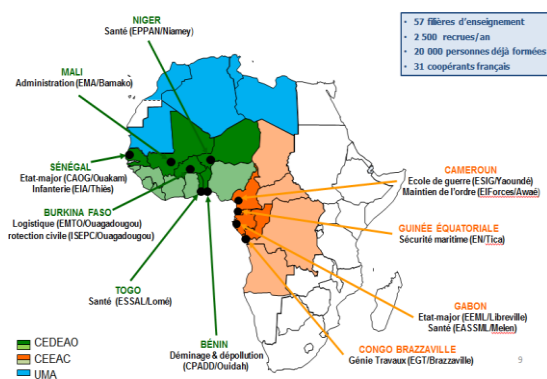 - 57 filières d'enseignement
- 2 500 recrues/an
- 20 000 personnes déjà formées
- 31 coopérants français
NIGER
Santé (EPPAN/Niamey)
MALI
Administration (EMA/Bamako)
SÉNÉGAL
Etat-major (CAOG/Ouakam)
Infanterie (EIA/Thiès)
BURKINA FASO
Logistique (EMTO/Ouagadougou)
rotection civile (ISEPC/Ouagadougou)
TOGO
Santé (ESSAL/Lomé)
BÉNIN
Déminage & dépollution
(CPADD/Ouidah)
CAMEROUN
Ecole de guerre (ESIG/Yaoundé)
Maintien de l'ordre (EIForces/Awaé)
GUINÉE ÉQUATORIALE
Sécurité maritime (EN/Tica)
GABON
Etat-major (EEML/Libreville)
Santé (EASSML/Melen)
CONGO BRAZZAVILLE
Génie Travaux (EGT/Brazzaville)
CEDEAO
CEEAC
UMA
9